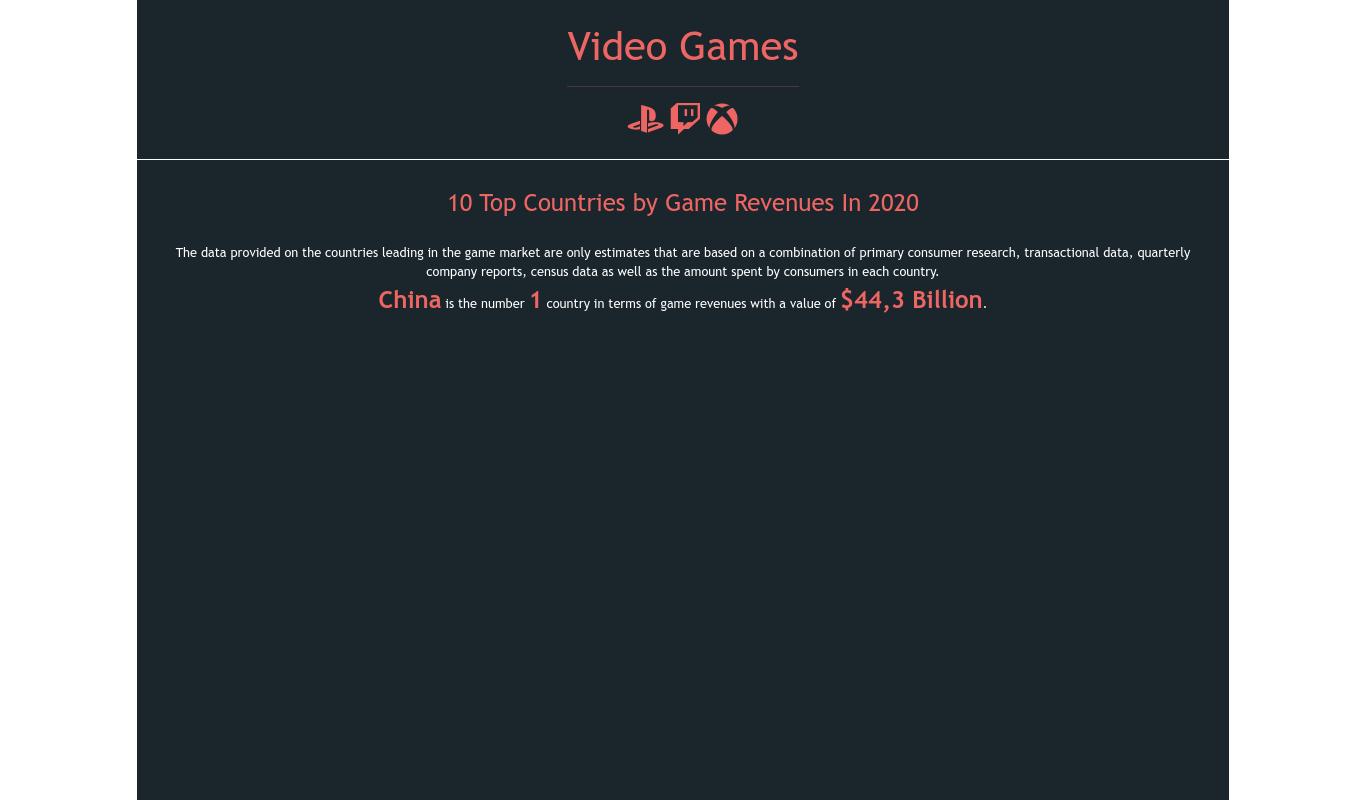 Video Games
10 Top Countries by Game Revenues In 2020
The data provided on the countries leading in the game market are only estimates that are based on a combination of primary consumer research, transactional data, quarterly
company reports, census data as well as the amount spent by consumers in each country.
China is the number 1 country in terms of game revenues with a value of $44,3 Billion.